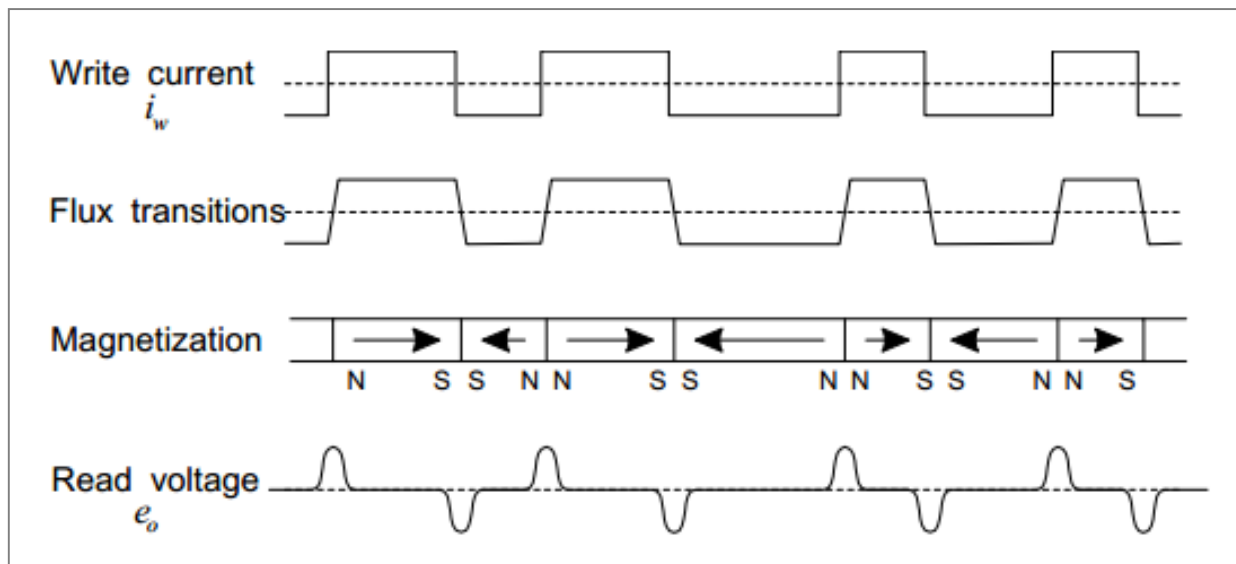 Write current
i_w
Flux transitions
Magnetization
N S S N N S S N N S S N N S
Read voltage
e_o